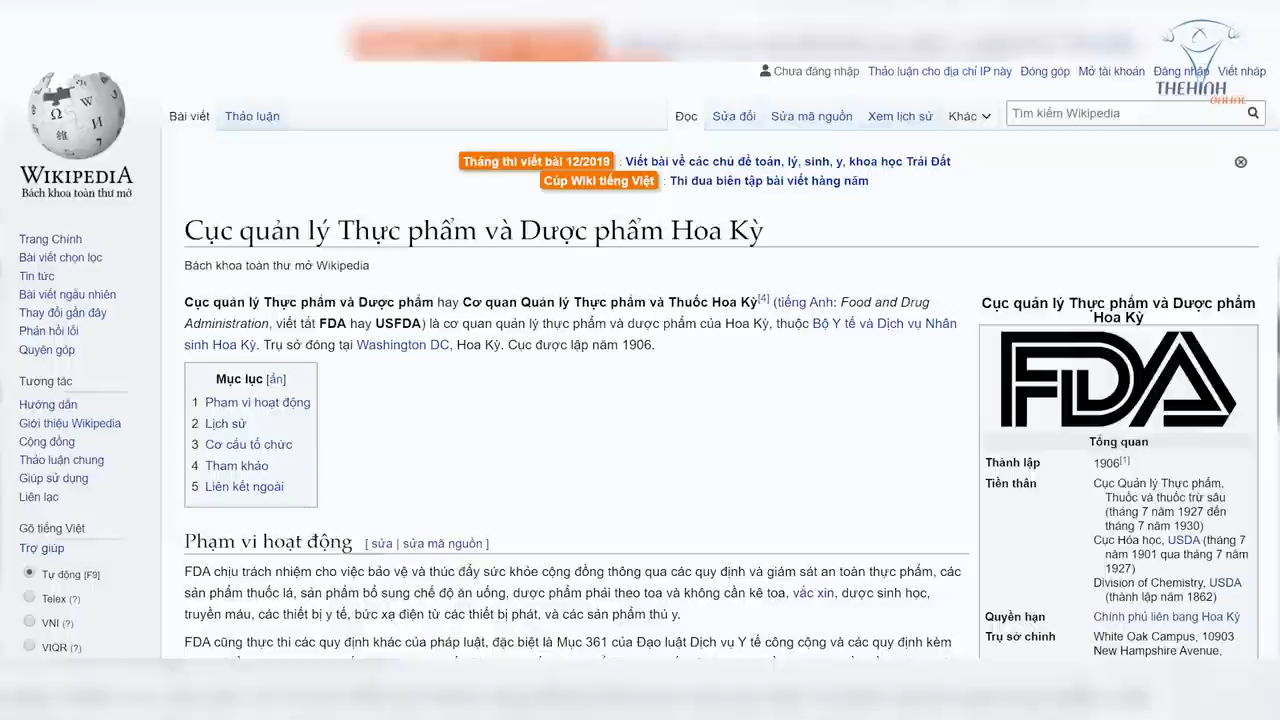 Chưa đăng nhập Thảo luận cho địa chỉ IP này Đóng góp Mở tài khoản Đăng nhập Viết nháp
THEHINH
ONLINE
Bài viết Thảo luận Đọc Sửa đổi Sửa mã nguồn Xem lịch sử Khác Tìm kiếm Wikipedia
WIKIPEDIA
Bách khoa toàn thư mở
Tháng thi viết bài 12/2019 : Viết bài về các chủ đề toán, lý, sinh, y, khoa học Trái Đất
Cúp Wiki tiếng Việt : Thi đua biên tập bài viết hàng năm
Trang Chính
Bài viết chọn lọc
Tin tức
Bài viết ngẫu nhiên
Thay đổi gần đây
Phản hồi lỗi
Quyên góp
Tương tác
Hướng dẫn
Giới thiệu Wikipedia
Cộng đồng
Thảo luận chung
Giúp sử dụng
Liên lạc
Gõ tiếng Việt
Trợ giúp
Tự động [F9]
Telex (?)
VNI (?)
VIQR (?)
Cục quản lý Thực phẩm và Dược phẩm Hoa Kỳ
Bách khoa toàn thư mở Wikipedia
Cục quản lý Thực phẩm và Dược phẩm hay Cơ quan Quản lý Thực phẩm và Thuốc Hoa Kỳ[4] (tiếng Anh: Food and Drug
Administration, viết tắt FDA hay USFDA) là cơ quan quản lý thực phẩm và dược phẩm của Hoa Kỳ, thuộc Bộ Y tế và Dịch vụ Nhân
sinh Hoa Kỳ. Trụ sở đóng tại Washington DC, Hoa Kỳ. Cục được lập năm 1906.
Mục lục [ẩn]
1 Phạm vi hoạt động
2 Lịch sử
3 Cơ cấu tổ chức
4 Tham khảo
5 Liên kết ngoài
Phạm vi hoạt động [ sửa | sửa mã nguồn ]
FDA chịu trách nhiệm cho việc bảo vệ và thúc đẩy sức khỏe cộng đồng thông qua các quy định và giám sát an toàn thực phẩm, các
sản phẩm thuốc lá, sản phẩm bổ sung chế độ ăn uống, dược phẩm phải theo toa và không cần kê toa, vắc xin, dược sinh học,
truyền máu, các thiết bị y tế, bức xạ điện từ các thiết bị phát, và các sản phẩm thú y.
FDA cũng thực thi các quy định khác của pháp luật, đặc biệt là Mục 361 của Đạo luật Dịch vụ Y tế công cộng và các quy định kèm
Cục quản lý Thực phẩm và Dược phẩm
Hoa Kỳ
FDA
Tổng quan
Thành lập 1906[1]
Tiền thân Cục Quản lý Thực phẩm,
Thuốc và thuốc trừ sâu
(tháng 7 năm 1927 đến
tháng 7 năm 1930)
Cục Hóa học, USDA (tháng 7
năm 1901 qua tháng 7 năm
1927)
Division of Chemistry, USDA
(thành lập năm 1862)
Quyền hạn Chính phủ liên bang Hoa Kỳ
Trụ sở chính White Oak Campus, 10903
New Hampshire Avenue,